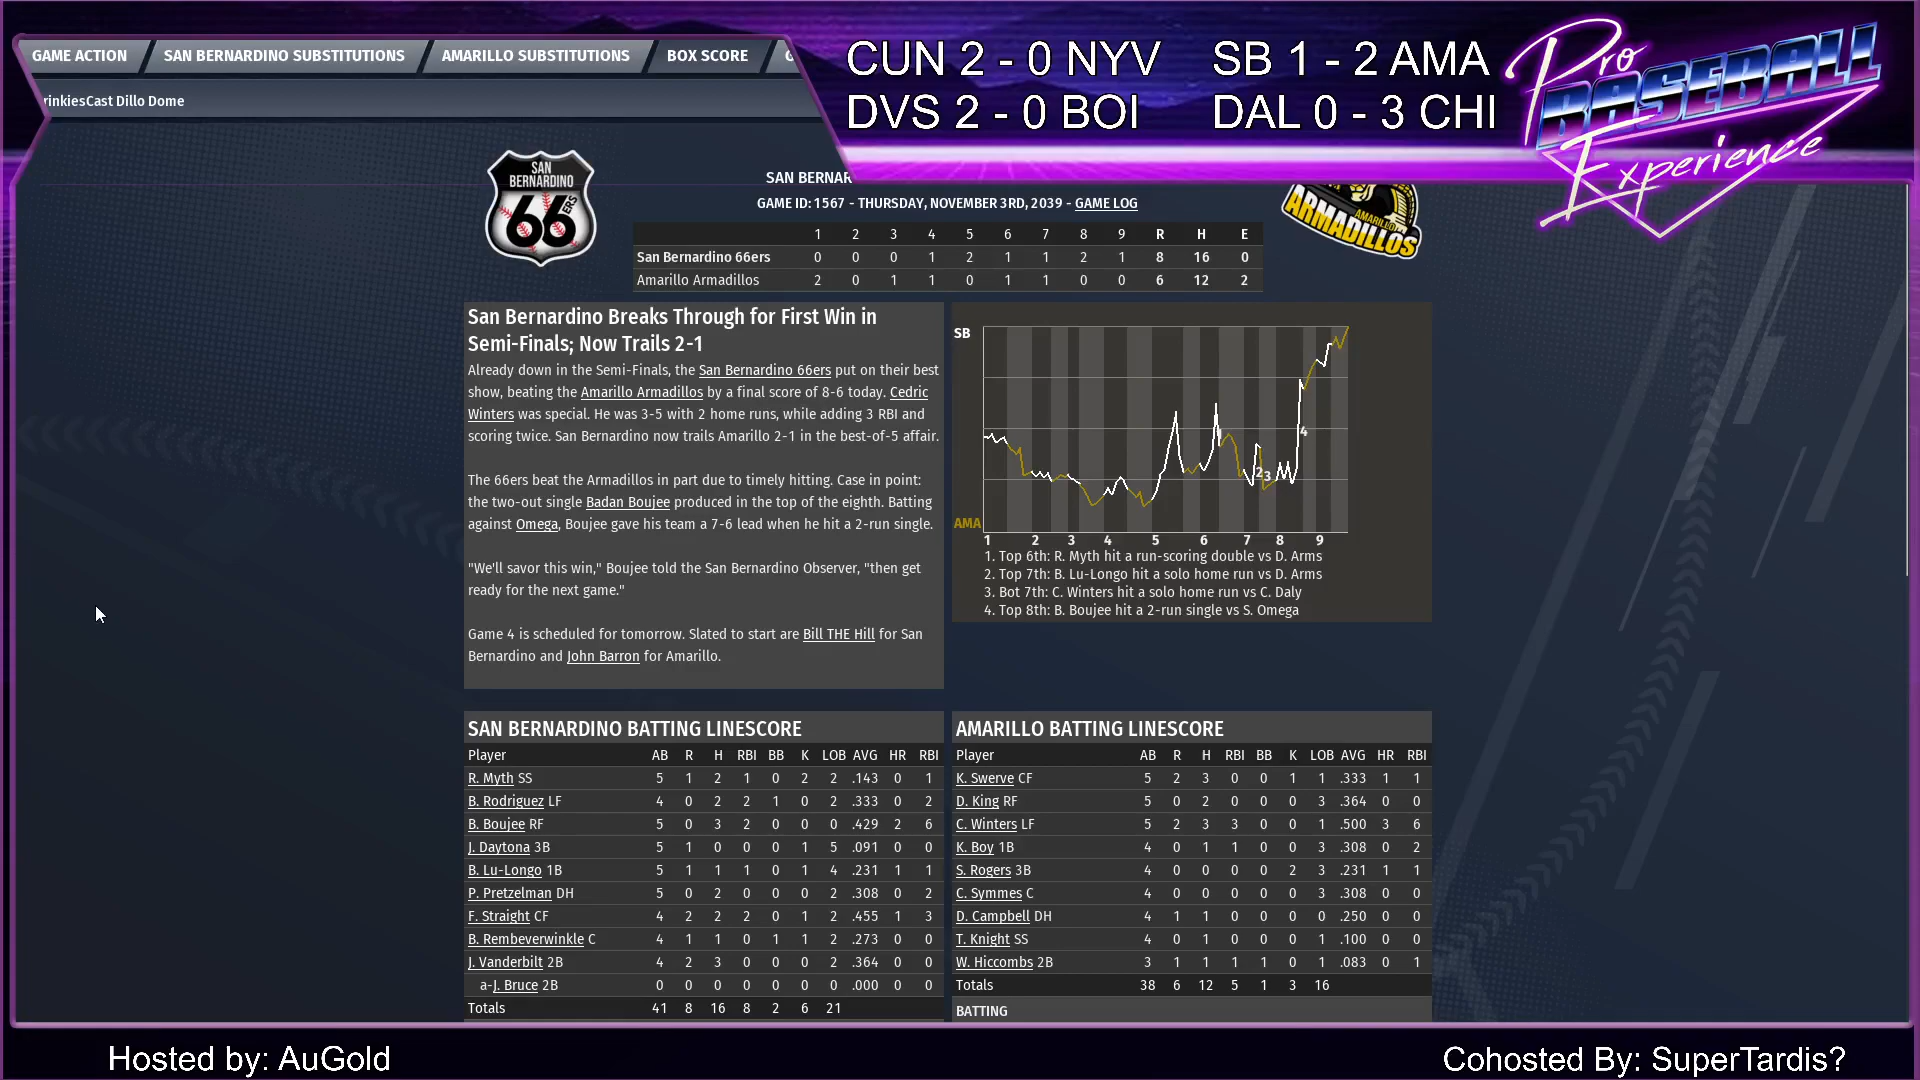 GAME ACTION
SAN BERNARDINO SUBSTITUTIONS
AMARILLO SUBSTITUTIONS
BOX SCORE
rinkiesCast Dillo Dome
CUN 2 - 0 NYV SB 1 - 2 AMA
DVS 2 - 0 BOI DAL 0 - 3 CHI
Pro
BASEBALL
Experience
SAN
BERNARDINO
66ERS
SAN BERNAR
GAME ID: 1567 - THURSDAY, NOVEMBER 3RD, 2039 - GAME LOG
AMARILLO
ARMADILLOS
1 2 3 4 5 6 7 8 9 R H E
San Bernardino 66ers 0 0 0 1 2 1 1 2 1 8 16 0
Amarillo Armadillos 2 0 1 1 0 1 1 0 0 6 12 2
San Bernardino Breaks Through for First Win in
Semi-Finals; Now Trails 2-1
Already down in the Semi-Finals, the San Bernardino 66ers put on their best
show, beating the Amarillo Armadillos by a final score of 8-6 today. Cedric
Winters was special. He was 3-5 with 2 home runs, while adding 3 RBI and
scoring twice. San Bernardino now trails Amarillo 2-1 in the best-of-5 affair.
The 66ers beat the Armadillos in part due to timely hitting. Case in point:
the two-out single Badan Boujee produced in the top of the eighth. Batting
against Omega, Boujee gave his team a 7-6 lead when he hit a 2-run single.
"We'll savor this win," Boujee told the San Bernardino Observer, "then get
ready for the next game."
Game 4 is scheduled for tomorrow. Slated to start are Bill THE Hill for San
Bernardino and John Barron for Amarillo.
SB
4
2
3
AMA
1 2 3 4 5 6 7 8 9
1. Top 6th: R. Myth hit a run-scoring double vs D. Arms
2. Top 7th: B. Lu-Longo hit a solo home run vs D. Arms
3. Bot 7th: C. Winters hit a solo home run vs C. Daly
4. Top 8th: B. Boujee hit a 2-run single vs S. Omega
SAN BERNARDINO BATTING LINESCORE
Player AB R H RBI BB K LOB AVG HR RBI
R. Myth SS 5 1 2 1 0 2 2 .143 0 1
B. Rodriguez LF 4 0 2 2 1 0 2 .333 0 2
B. Boujee RF 5 0 3 2 0 0 0 .429 2 6
J. Daytona 3B 5 1 0 0 0 1 5 .091 0 0
B. Lu-Longo 1B 5 1 1 1 0 1 4 .231 1 1
P. Pretzelman DH 5 0 2 0 0 0 2 .308 0 2
F. Straight CF 4 2 2 2 0 1 2 .455 1 3
B. Rembeverwinkle C 4 1 1 0 1 1 2 .273 0 0
J. Vanderbilt 2B 4 2 3 0 0 0 2 .364 0 0
a-J. Bruce 2B 0 0 0 0 0 0 0 .000 0 0
Totals 41 8 16 8 2 6 21
AMARILLO BATTING LINESCORE
Player AB R H RBI BB K LOB AVG HR RBI
K. Swerve CF 5 2 3 0 0 1 1 .333 1 1
D. King RF 5 0 2 0 0 0 3 .364 0 0
C. Winters LF 5 2 3 3 0 0 1 .500 3 6
K. Boy 1B 4 0 1 1 0 0 3 .308 0 2
S. Rogers 3B 4 0 0 0 0 2 3 .231 1 1
C. Symmes C 4 0 0 0 0 0 3 .308 0 0
D. Campbell DH 4 1 1 0 0 0 0 .250 0 0
T. Knight SS 4 0 1 0 0 0 1 .100 0 0
W. Hiccombs 2B 3 1 1 1 1 0 1 .083 0 1
Totals 38 6 12 5 1 3 16
BATTING
Hosted by: AuGold
Cohosted By: SuperTardis?